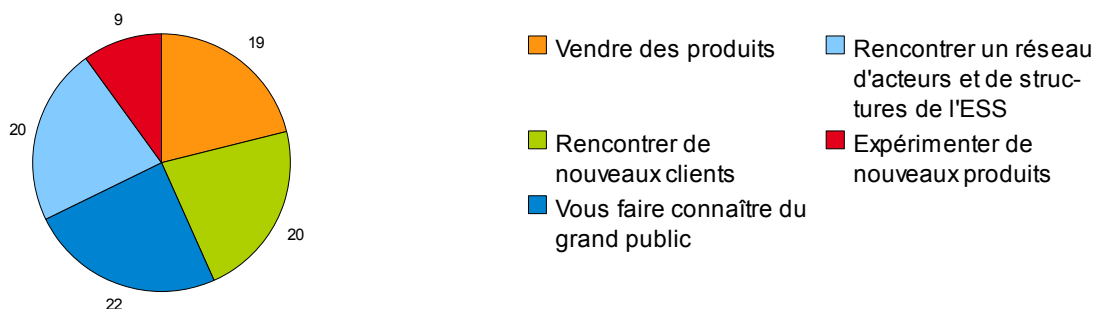 9
19
20
20
22
Vendre des produits
Rencontrer de
nouveaux clients
Vous faire connaître du
grand public
Rencontrer un réseau
d'acteurs et de struc-
tures de l'ESS
Expérimenter de
nouveaux produits